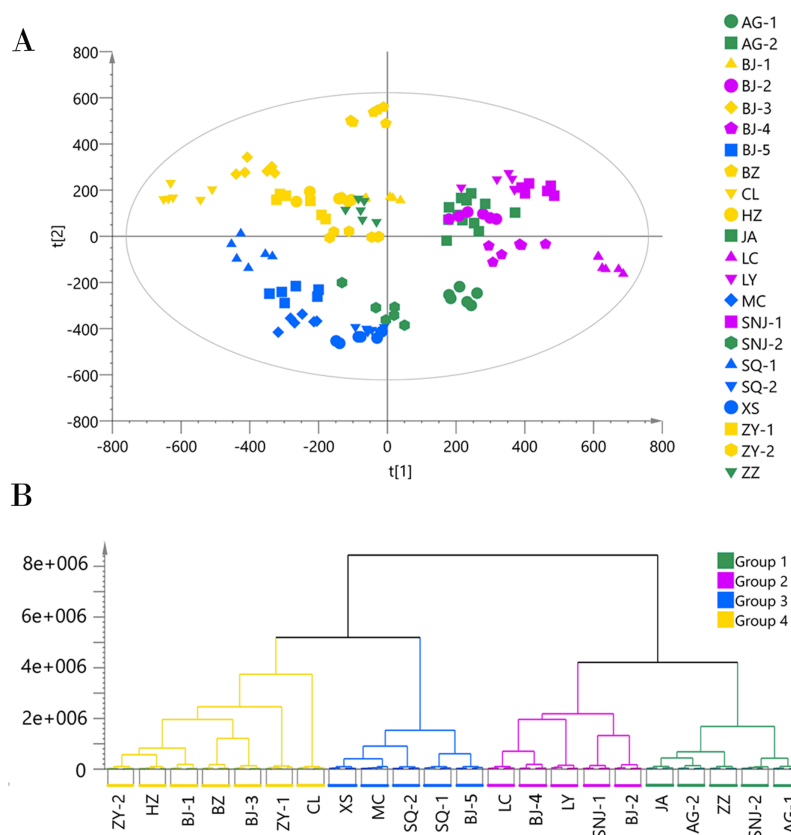 A
800
600
400
200
0
-200
-400
-600
-800
t[2]
-800 -600 -400 -200 0 200 400 600 800
t[1]
AG-1
AG-2
BJ-1
BJ-2
BJ-3
BJ-4
BJ-5
BZ
CL
HZ
JA
LC
LY
MC
SNJ-1
SNJ-2
SQ-1
SQ-2
XS
ZY-1
ZY-2
ZZ
B
8e+006
6e+006
4e+006
2e+006
0
Group 1
Group 2
Group 3
Group 4
ZY-2 HZ BJ-1 BZ BJ-3 ZY-1 CL XS MC SQ-2 SQ-1 BJ-5 LC BJ-4 LY SNJ-1 BJ-2 JA AG-2 ZZ SNJ-2 AG-1